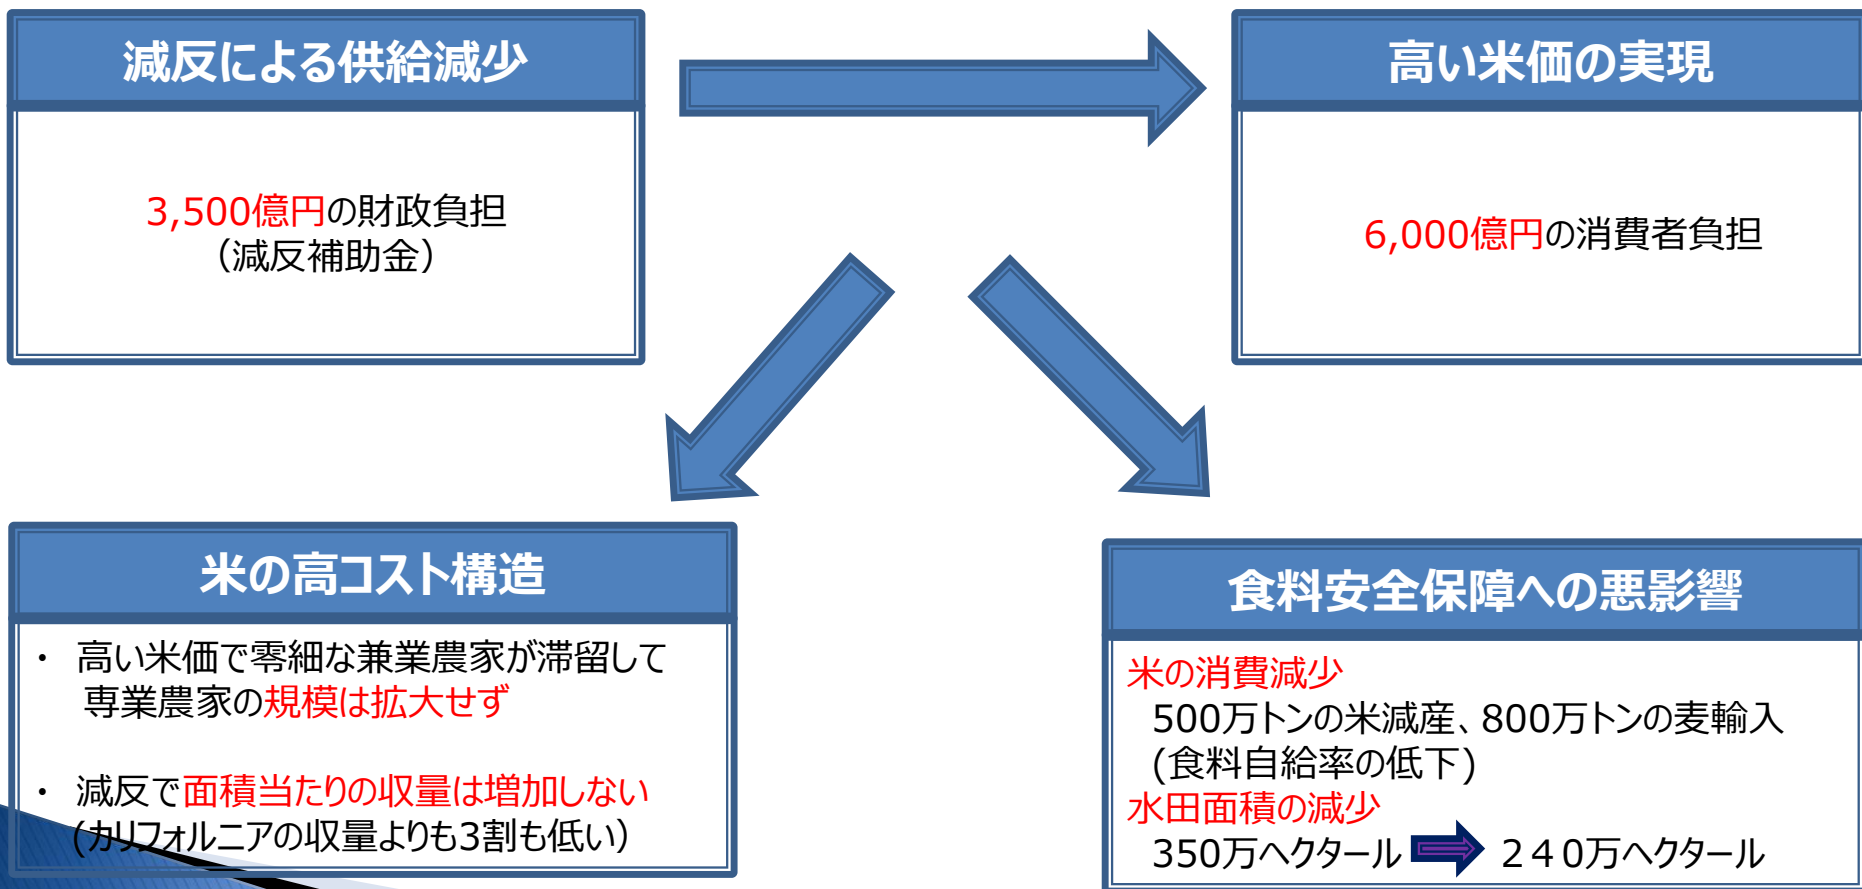 減反による供給減少
3,500億円の財政負担
（減反補助金）
高い米価の実現
6,000億円の消費者負担
米の高コスト構造
・ 高い米価で零細な兼業農家が滞留して
専業農家の規模は拡大せず
・ 減反で面積当たりの収量は増加しない
(カリフォルニアの収量よりも3割も低い）
食料安全保障への悪影響
米の消費減少
500万トンの米減産、800万トンの麦輸入
(食料自給率の低下)
水田面積の減少
350万ヘクタール ２４０万ヘクタール